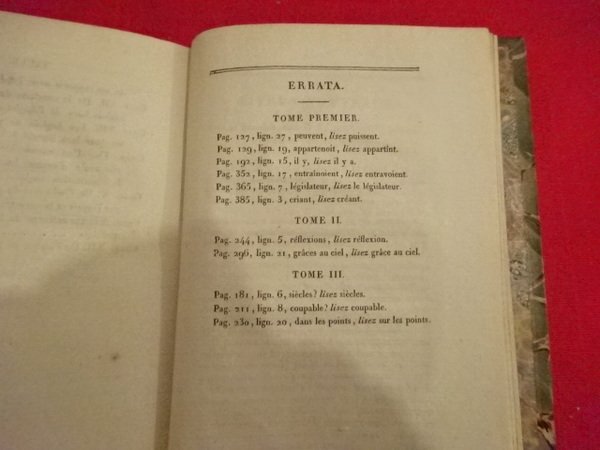 ERRATA.
TOME PREMIER.
Pag. 127, lign. 27, peuvent, lisez puissent.
Pag. 129, lign. 19, appartenoit, lisez appartînt.
Pag. 192, lign. 15, il y, lisez il y a.
Pag. 352, lign. 17, entraînoient, lisez entravoient.
Pag. 365, lign. 7, législateur, lisez le législateur.
Pag. 385, lign. 3, criant, lisez créant.
TOME II.
Pag. 244, lign. 5, réflexions, lisez réflexion.
Pag. 296, lign. 21, grâces au ciel, lisez grâce au ciel.
TOME III.
Pag. 181, lign. 6, siècles? lisez siècles.
Pag. 211, lign. 8, coupable? lisez coupable.
Pag. 230, lign. 20, dans les points, lisez sur les points.